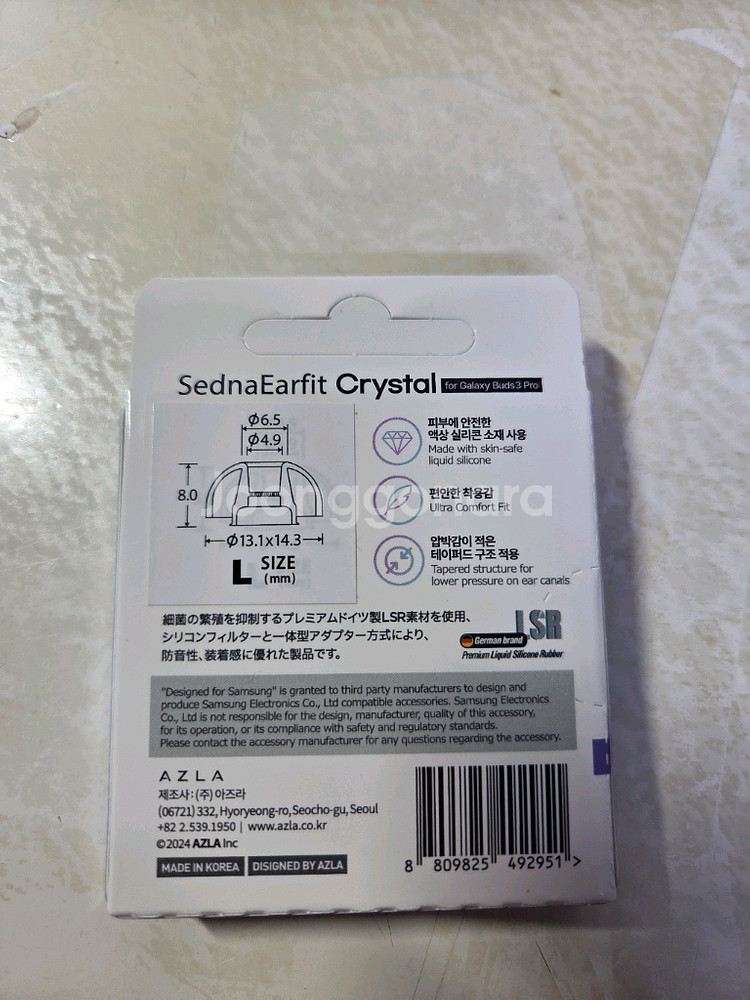 SednaEarfit Crystal for Galaxy Buds3 Pro
Φ6.5
Φ4.9
8.0
Φ13.1x14.3
L SIZE (mm)
피부에 안전한
액상 실리콘 소재 사용
Made with skin-safe
liquid silicone
편안한 착용감
Ultra Comfort Fit
압박감이 적은
테이퍼드 구조 적용
Tapered structure for
lower pressure on ear canals
joonggonara
細菌の繁殖を抑制するプレミアムドイツ製LSR素材を使用、
シリコンフィルターと一体型アダプター方式により、
防音性、装着感に優れた製品です。
LSR
German brand
Premium Liquid Silicone Rubber
"Designed for Samsung" is granted to third party manufacturers to design and
produce Samsung Electronics Co., Ltd compatible accessories. Samsung Electronics
Co., Ltd is not responsible for the design, manufacturer, quality of this accessory,
for its operation, or its compliance with safety and regulatory standards.
Please contact the accessory manufacturer for any questions regarding the accessory.
AZLA
제조사 : (주) 아즈라
(06721) 332, Hyoryeong-ro, Seocho-gu, Seoul
+82 2.539.1950 | www.azla.co.kr
©2024 AZLA Inc
MADE IN KOREA DISIGNED BY AZLA
8 809825 492951 >